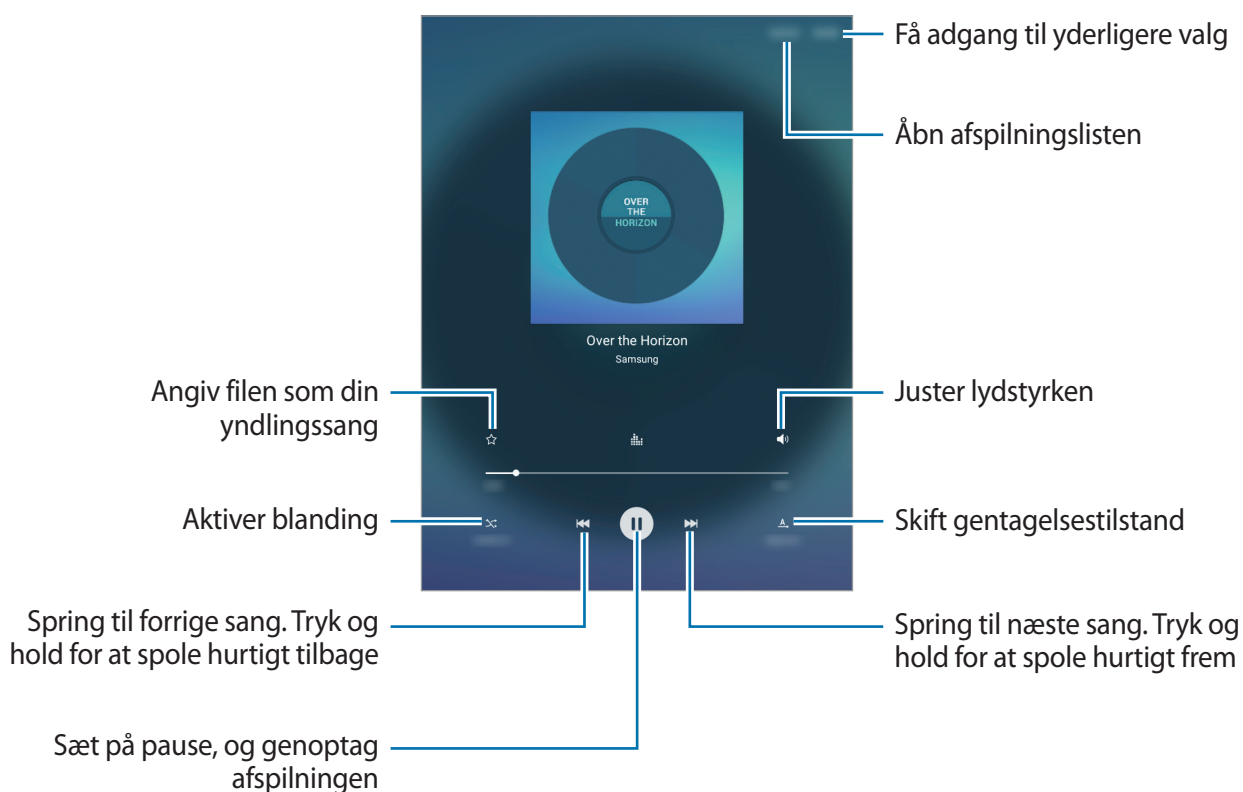 Få adgang til yderligere valg
Åbn afspilningslisten
OVER
THE
HORIZON
Over the Horizon
Samsung
Angiv filen som din
yndlingssang
Juster lydstyrken
Aktiver blanding
A
Skift gentagelsestilstand
Spring til forrige sang. Tryk og
hold for at spole hurtigt tilbage
Spring til næste sang. Tryk og
hold for at spole hurtigt frem
Sæt på pause, og genoptag
afspilningen